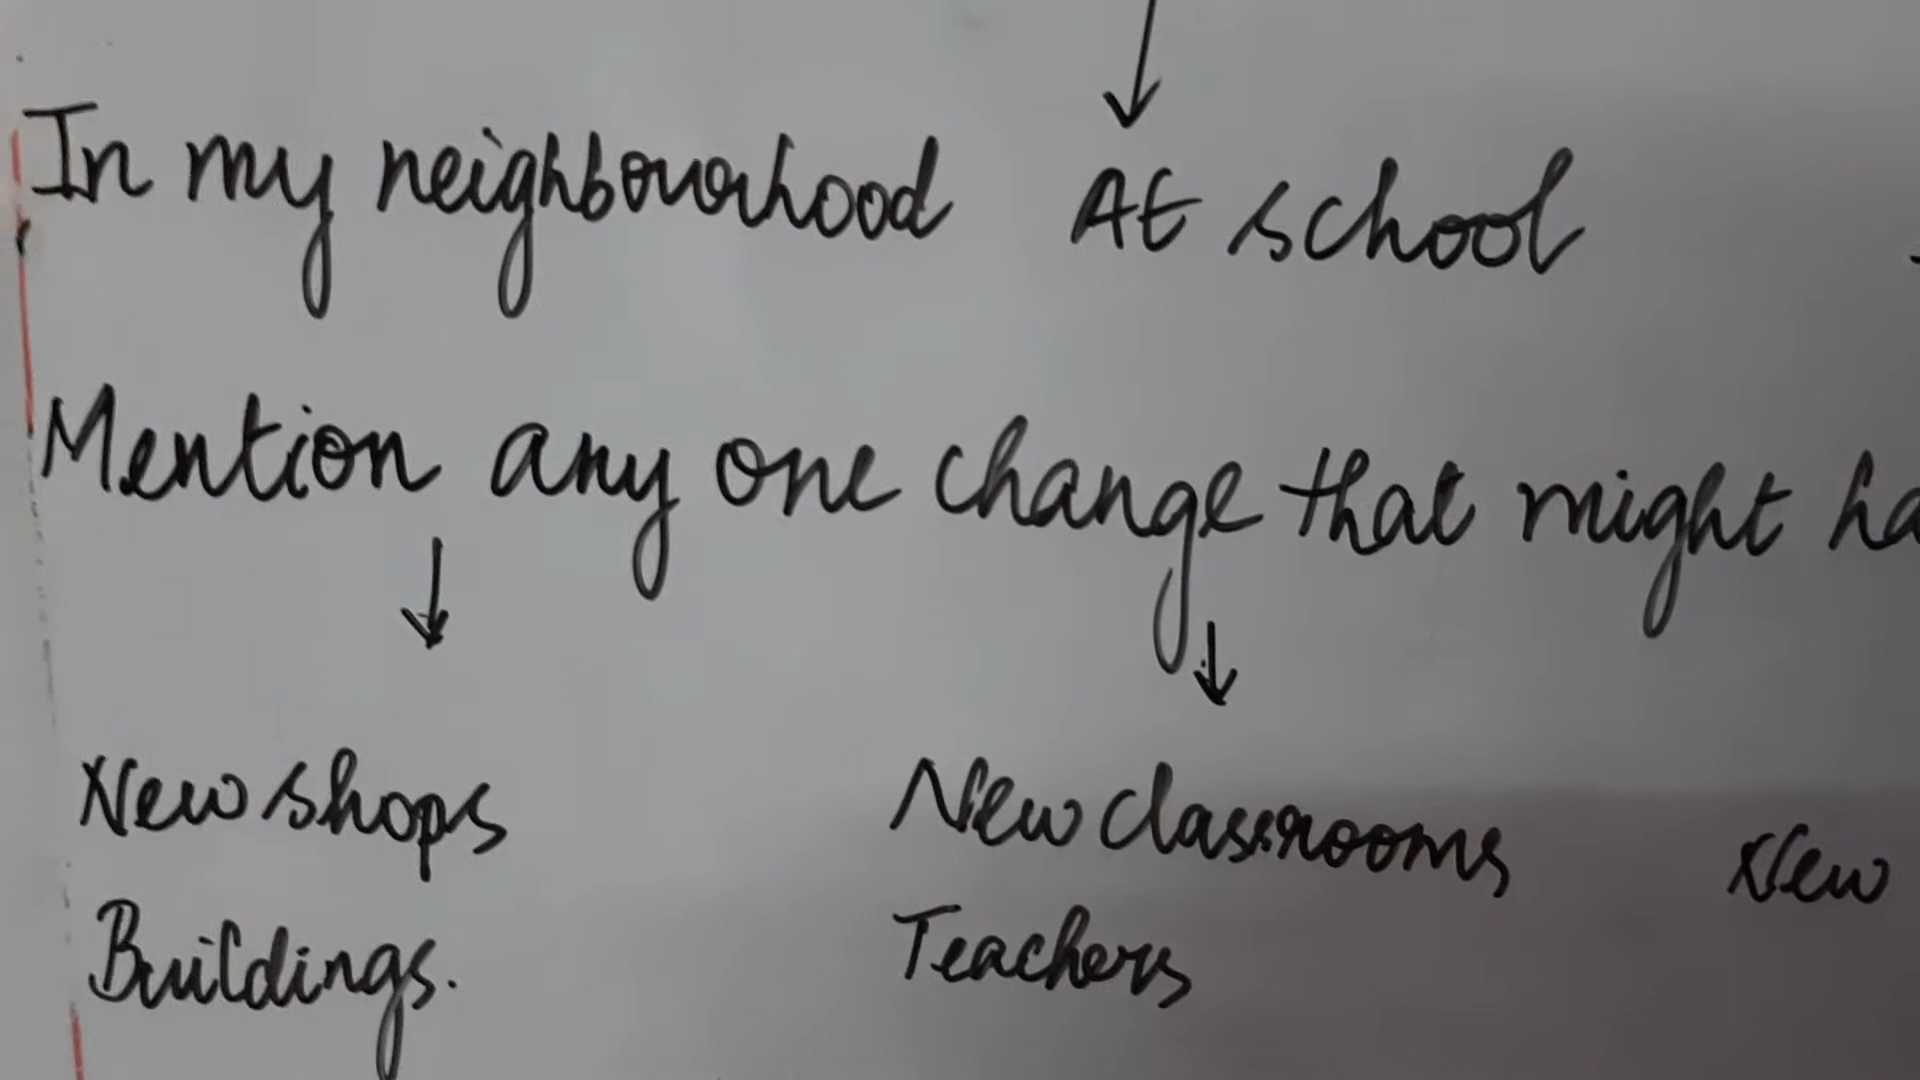 In my neighbourhood At school
Mention any one change that might ha
New shops New classrooms New
Buildings. Teachers